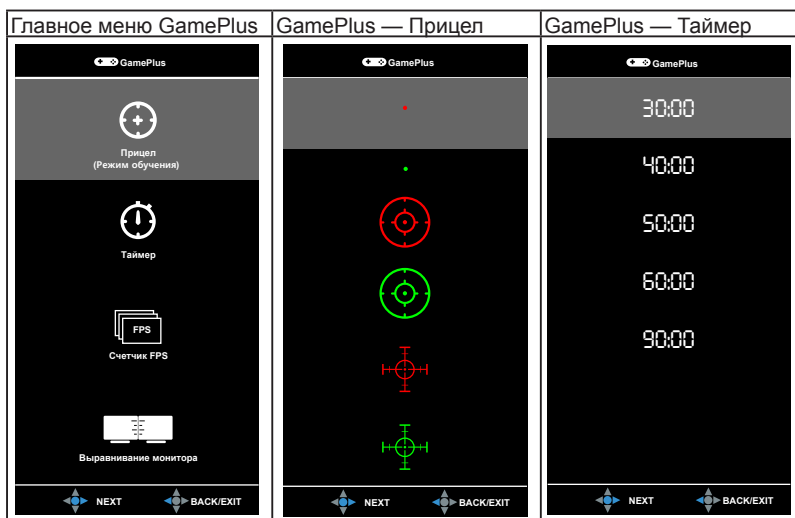 Главное меню GamePlus
GamePlus — Прицел
GamePlus — Таймер
GamePlus
Прицел
(Режим обучения)
Таймер
FPS
Счетчик FPS
Выравнивание монитора
NEXT BACK/EXIT
GamePlus
NEXT BACK/EXIT
GamePlus
30:00
40:00
50:00
60:00
90:00
NEXT BACK/EXIT